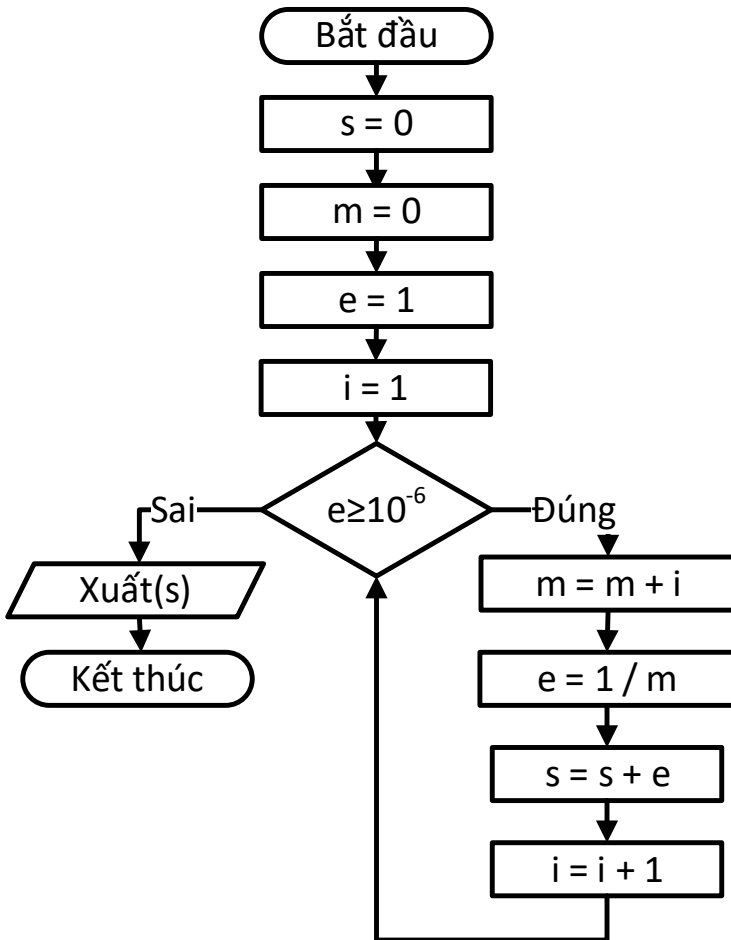 Bắt đầu
s = 0
m = 0
e = 1
i = 1
e≥10⁻⁶
Sai
Đúng
Xuất(s)
Kết thúc
m = m + i
e = 1 / m
s = s + e
i = i + 1